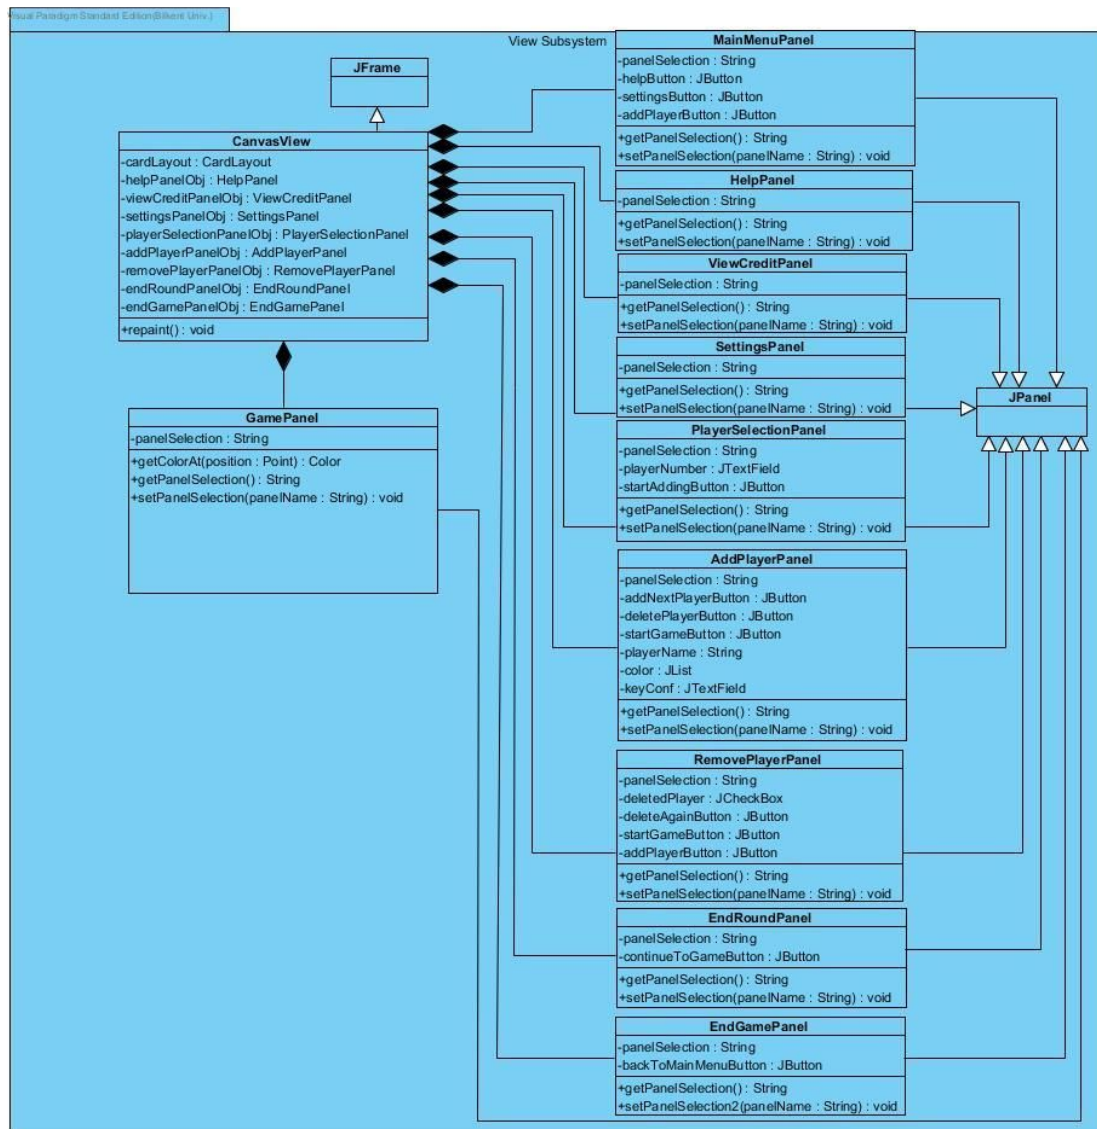 Visual Paradigm Standard Edition(Bilkent Univ.)
View Subsystem
JFrame
CanvasView
-cardLayout : CardLayout
-helpPanelObj : HelpPanel
-viewCreditPanelObj : ViewCreditPanel
-settingsPanelObj : SettingsPanel
-playerSelectionPanelObj : PlayerSelectionPanel
-addPlayerPanelObj : AddPlayerPanel
-removePlayerPanelObj : RemovePlayerPanel
-endRoundPanelObj : EndRoundPanel
-endGamePanelObj : EndGamePanel
+repaint() : void
GamePanel
-panelSelection : String
+getColorAt(position : Point) : Color
+getPanelSelection() : String
+setPanelSelection(panelName : String) : void
MainMenuPanel
-panelSelection : String
-helpButton : JButton
-settingsButton : JButton
-addPlayerButton : JButton
+getPanelSelection() : String
+setPanelSelection(panelName : String) : void
HelpPanel
-panelSelection : String
+getPanelSelection() : String
+setPanelSelection(panelName : String) : void
ViewCreditPanel
-panelSelection : String
+getPanelSelection() : String
+setPanelSelection(panelName : String) : void
SettingsPanel
-panelSelection : String
+getPanelSelection() : String
+setPanelSelection(panelName : String) : void
PlayerSelectionPanel
-panelSelection : String
-playerNumber : JTextField
-startAddingButton : JButton
+getPanelSelection() : String
+setPanelSelection(panelName : String) : void
AddPlayerPanel
-panelSelection : String
-addNextPlayerButton : JButton
-deletePlayerButton : JButton
-startGameButton : JButton
-playerName : String
-color : JList
-keyConf : JTextField
+getPanelSelection() : String
+setPanelSelection(panelName : String) : void
RemovePlayerPanel
-panelSelection : String
-deletedPlayer : JCheckBox
-deleteAgainButton : JButton
-startGameButton : JButton
-addPlayerButton : JButton
+getPanelSelection() : String
+setPanelSelection(panelName : String) : void
EndRoundPanel
-panelSelection : String
-continueToGameButton : JButton
+getPanelSelection() : String
+setPanelSelection(panelName : String) : void
EndGamePanel
-panelSelection : String
-backToMainMenuButton : JButton
+getPanelSelection() : String
+setPanelSelection2(panelName : String) : void
JPanel